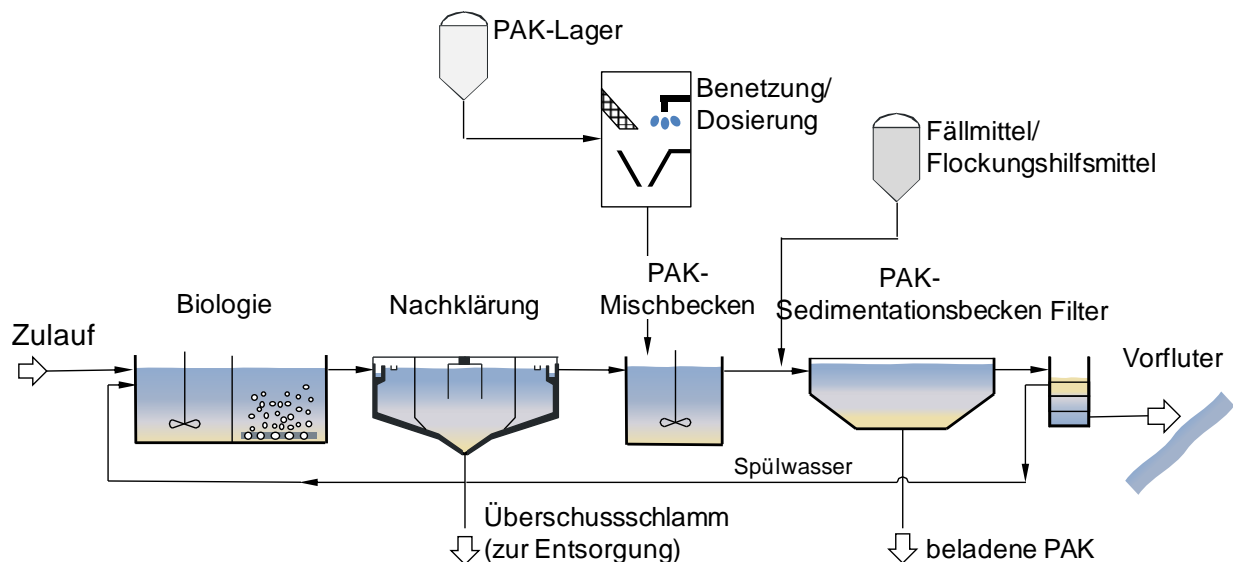 PAK-Lager
Benetzung/
Dosierung
Fällmittel/
Flockungshilfsmittel
PAK-
Mischbecken
PAK-
Sedimentationsbecken
Filter
Biologie
Nachklärung
Zulauf
Vorfluter
Spülwasser
Überschussschlamm
(zur Entsorgung)
beladene PAK